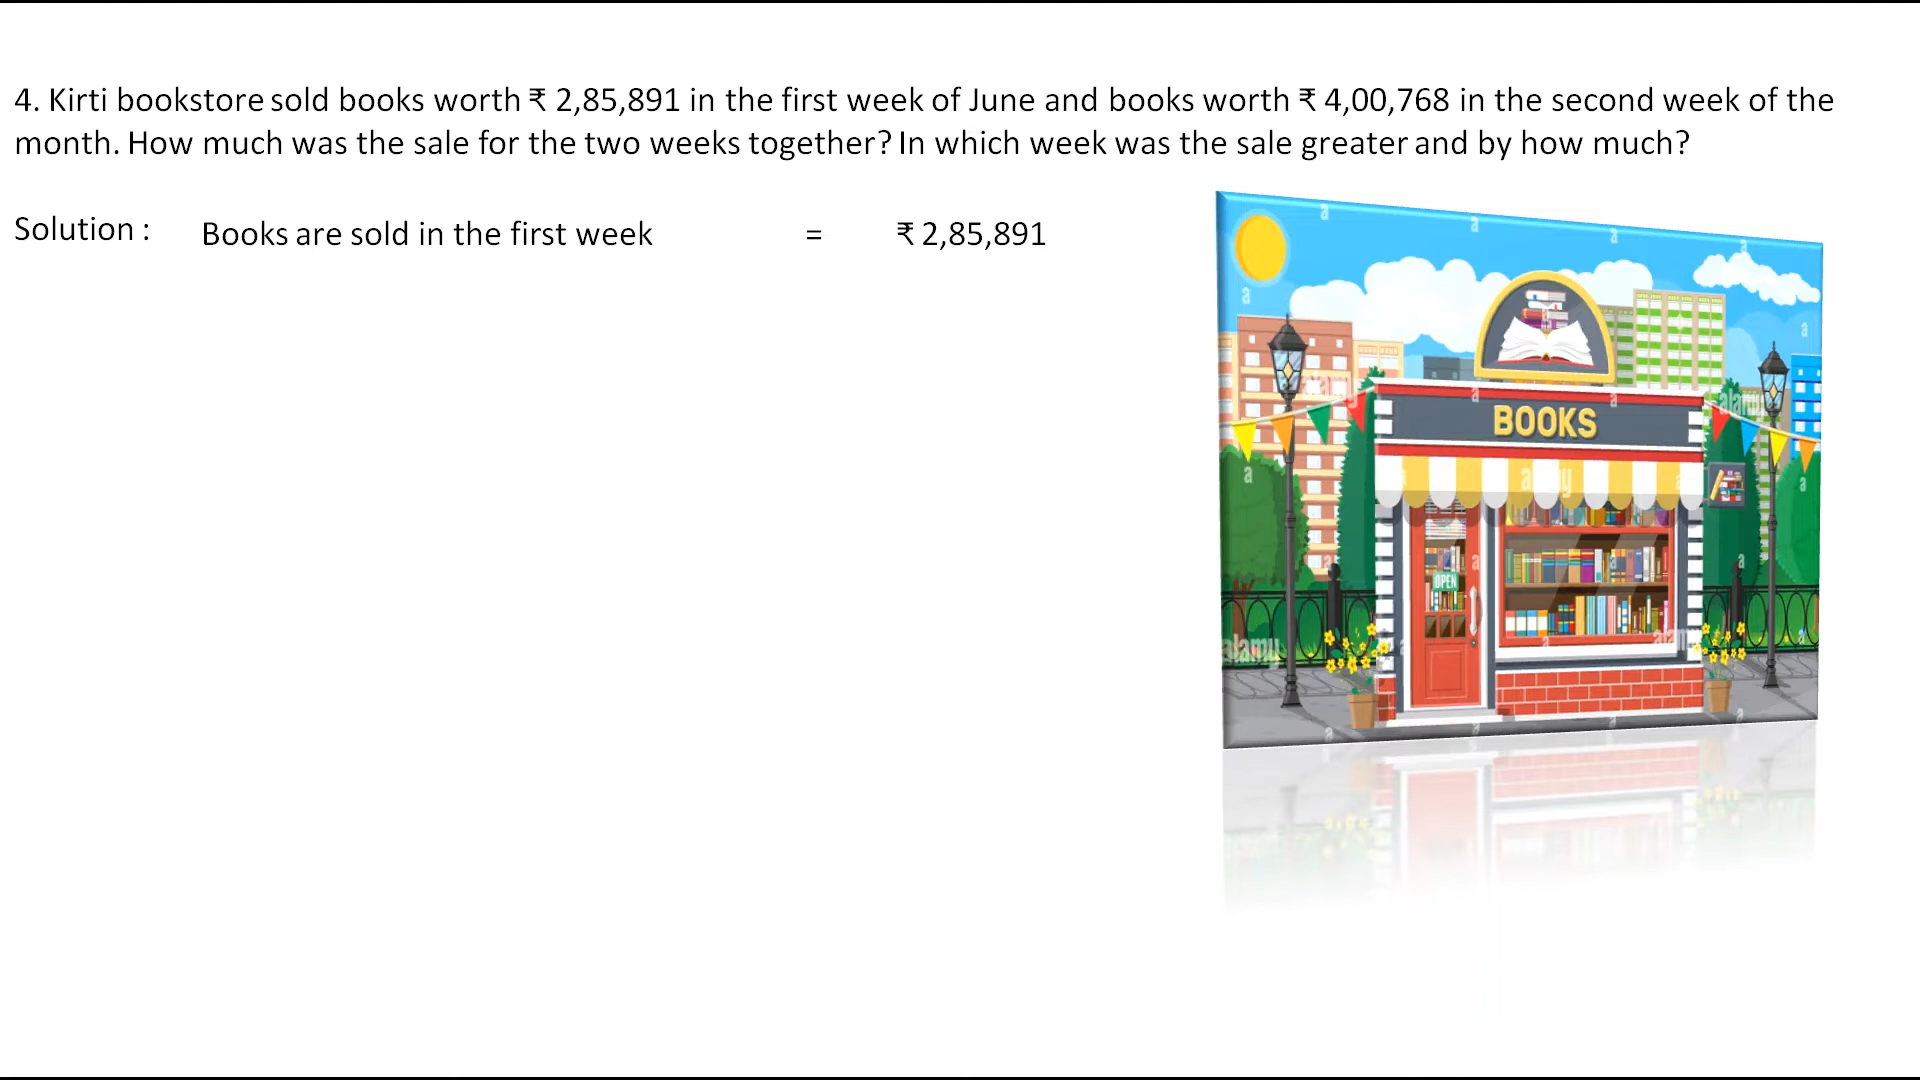 4. Kirti bookstore sold books worth ₹ 2,85,891 in the first week of June and books worth ₹ 4,00,768 in the second week of the
month. How much was the sale for the two weeks together? In which week was the sale greater and by how much?
Solution : Books are sold in the first week = ₹ 2,85,891
BOOKS
OPEN
alamy